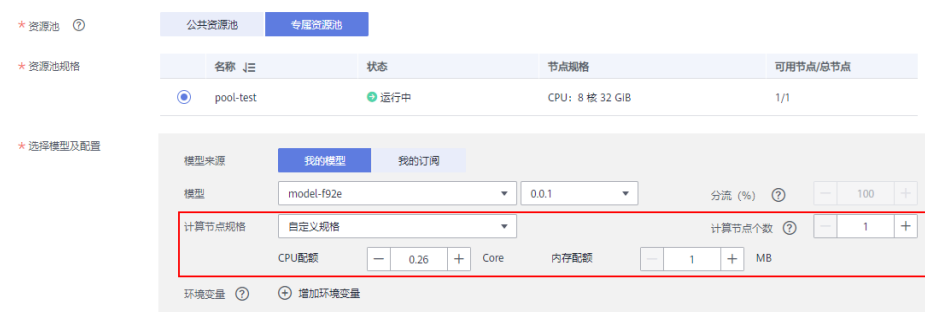 * 资源池 ? 公共资源池 专属资源池
* 资源池规格 名称 状态 节点规格 可用节点/总节点
pool-test 运行中 CPU：8 核 32 GiB 1/1
* 选择模型及配置
模型来源 我的模型 我的订阅
模型 model-f92e 0.0.1 分流（%） ? — 100 +
计算节点规格 自定义规格 计算节点个数 ? — 1 +
CPU配额 — 0.26 + Core 内存配额 — 1 + MB
环境变量 ? + 增加环境变量